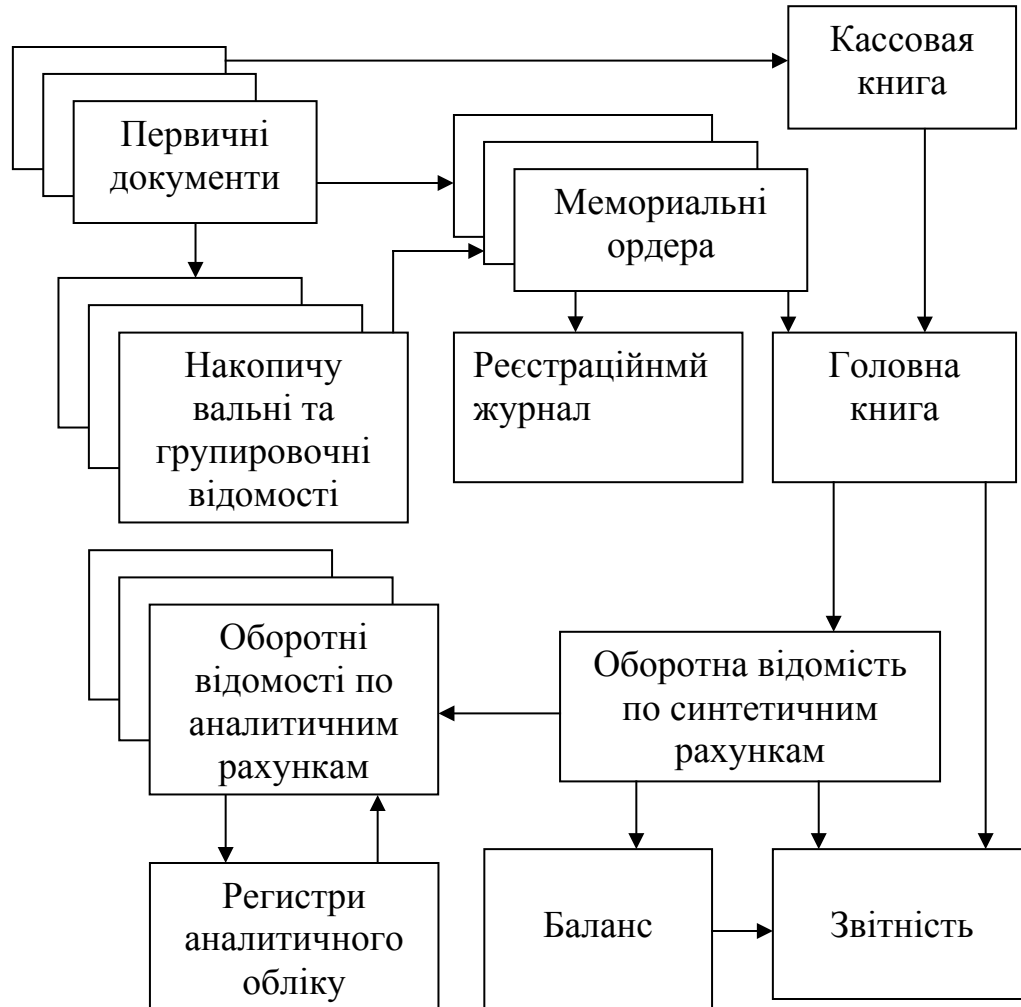 Кассовая
книга
Первичні
документи
Мемориальні
ордера
Накопичу
вальні та
групировочні
відомості
Реєстраційнмй
журнал
Головна
книга
Оборотні
відомості по
аналитичним
рахункам
Оборотна відомість
по синтетичним
рахункам
Регистри
аналитичного
обліку
Баланс
Звітність